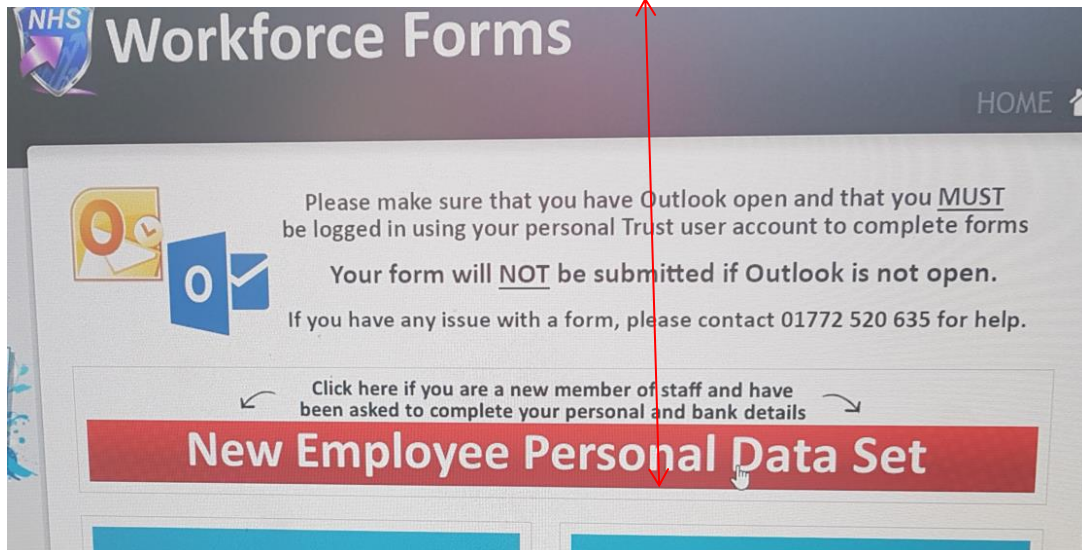 NHS
Workforce Forms
HOME
Please make sure that you have Outlook open and that you MUST
be logged in using your personal Trust user account to complete forms
Your form will NOT be submitted if Outlook is not open.
If you have any issue with a form, please contact 01772 520 635 for help.
Click here if you are a new member of staff and have
been asked to complete your personal and bank details
New Employee Personal Data Set